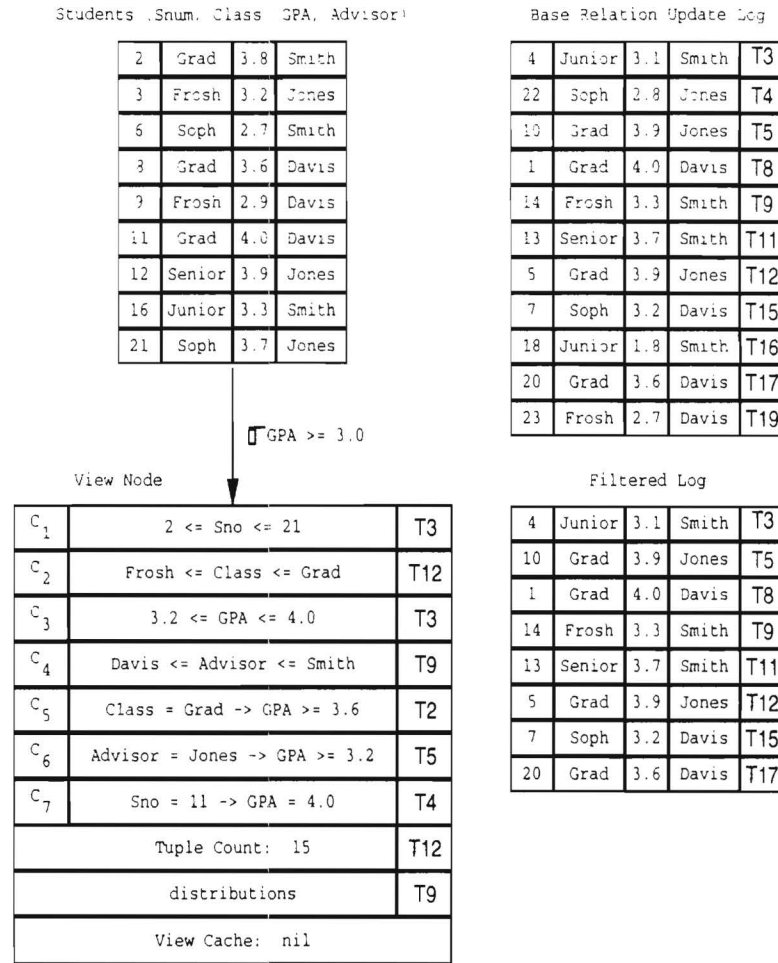 Students (Snum, Class GPA, Advisor)
2 Grad 3.8 Smith
3 Frosh 3.2 Jones
6 Soph 2.7 Smith
8 Grad 3.6 Davis
9 Frosh 2.9 Davis
11 Grad 4.0 Davis
12 Senior 3.9 Jones
16 Junior 3.3 Smith
21 Soph 3.7 Jones
GPA >= 3.0
View Node
C1 2 <= Sno <= 21 T3
C2 Frosh <= Class <= Grad T12
C3 3.2 <= GPA <= 4.0 T3
C4 Davis <= Advisor <= Smith T9
C5 Class = Grad -> GPA >= 3.6 T2
C6 Advisor = Jones -> GPA >= 3.2 T5
C7 Sno = 11 -> GPA = 4.0 T4
Tuple Count: 15 T12
distributions T9
View Cache: nil
Base Relation Update Log
4 Junior 3.1 Smith T3
22 Soph 2.8 Jones T4
10 Grad 3.9 Jones T5
1 Grad 4.0 Davis T8
14 Frosh 3.3 Smith T9
13 Senior 3.7 Smith T11
5 Grad 3.9 Jones T12
7 Soph 3.2 Davis T15
18 Junior 1.8 Smith T16
20 Grad 3.6 Davis T17
23 Frosh 2.7 Davis T19
Filtered Log
4 Junior 3.1 Smith T3
10 Grad 3.9 Jones T5
1 Grad 4.0 Davis T8
14 Frosh 3.3 Smith T9
13 Senior 3.7 Smith T11
5 Grad 3.9 Jones T12
7 Soph 3.2 Davis T15
20 Grad 3.6 Davis T17